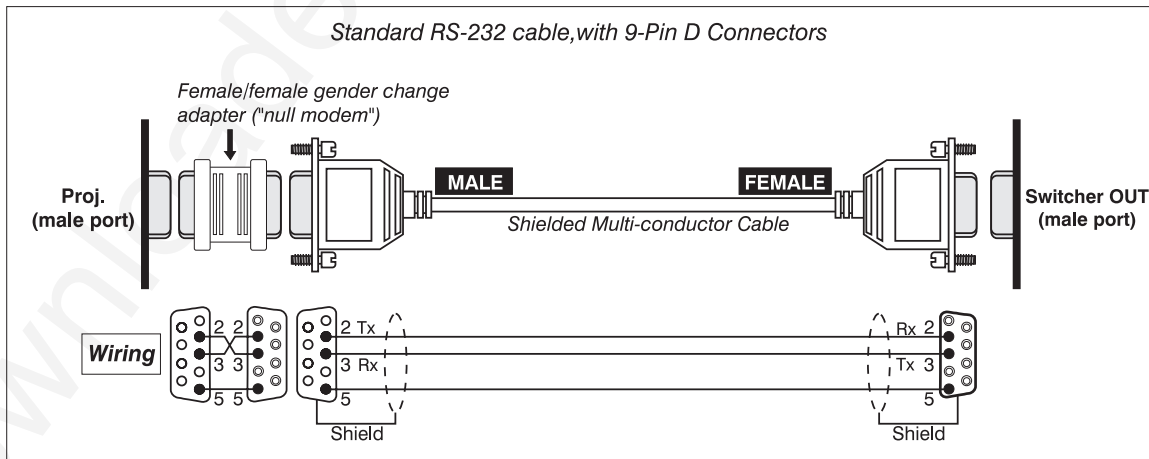 Standard RS-232 cable,with 9-Pin D Connectors
Female/female gender change
adapter ("null modem")
Proj.
(male port)
MALE
FEMALE
Shielded Multi-conductor Cable
Switcher OUT
(male port)
Wiring
2 2
3 3
5 5
2 Tx
3 Rx
5
Shield
Rx 2
Tx 3
5
Shield